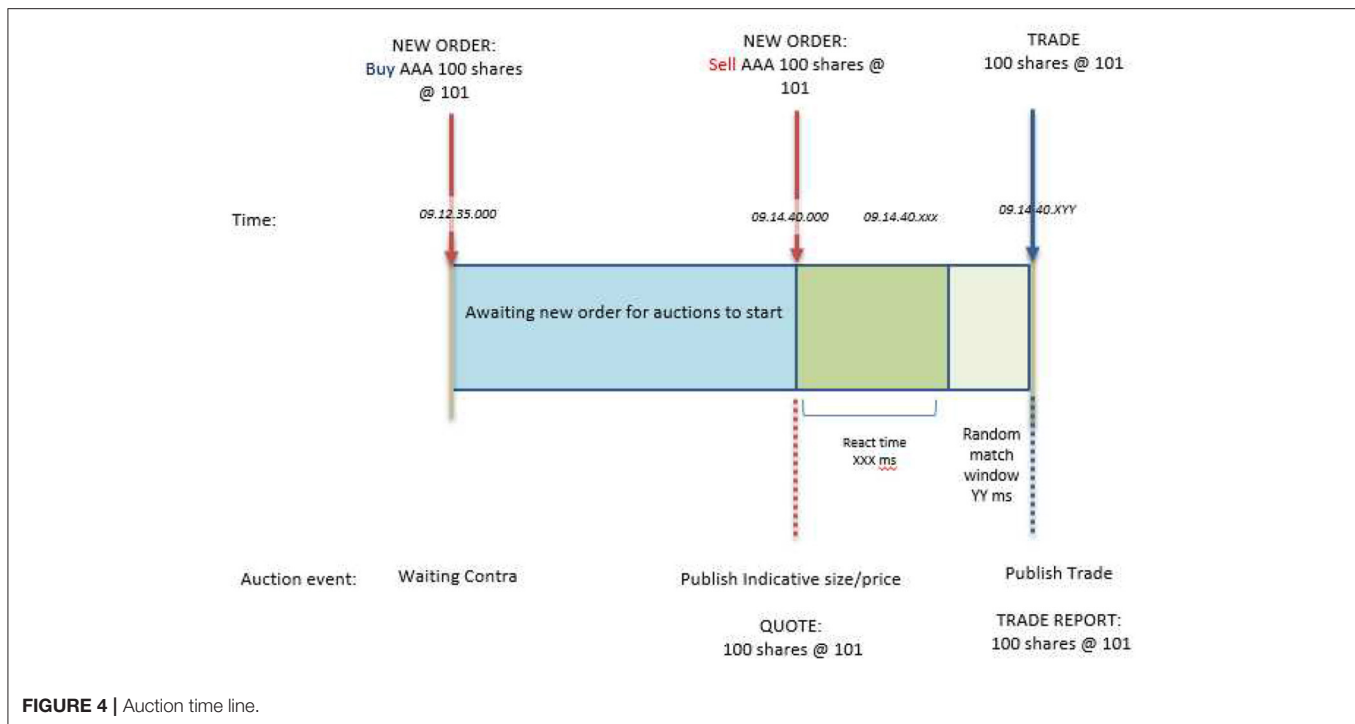 NEW ORDER:
Buy AAA 100 shares
@ 101
NEW ORDER:
Sell AAA 100 shares @
101
TRADE
100 shares @ 101
Time:
09.12.35.000
09.14.40.000
09.14.40.xxx
09.14.40.XYY
Awaiting new order for auctions to start
React time
XXX ms
Random
match
window
YY ms
Auction event:
Waiting Contra
Publish Indicative size/price
Publish Trade
QUOTE:
100 shares @ 101
TRADE REPORT:
100 shares @ 101
FIGURE 4 | Auction time line.